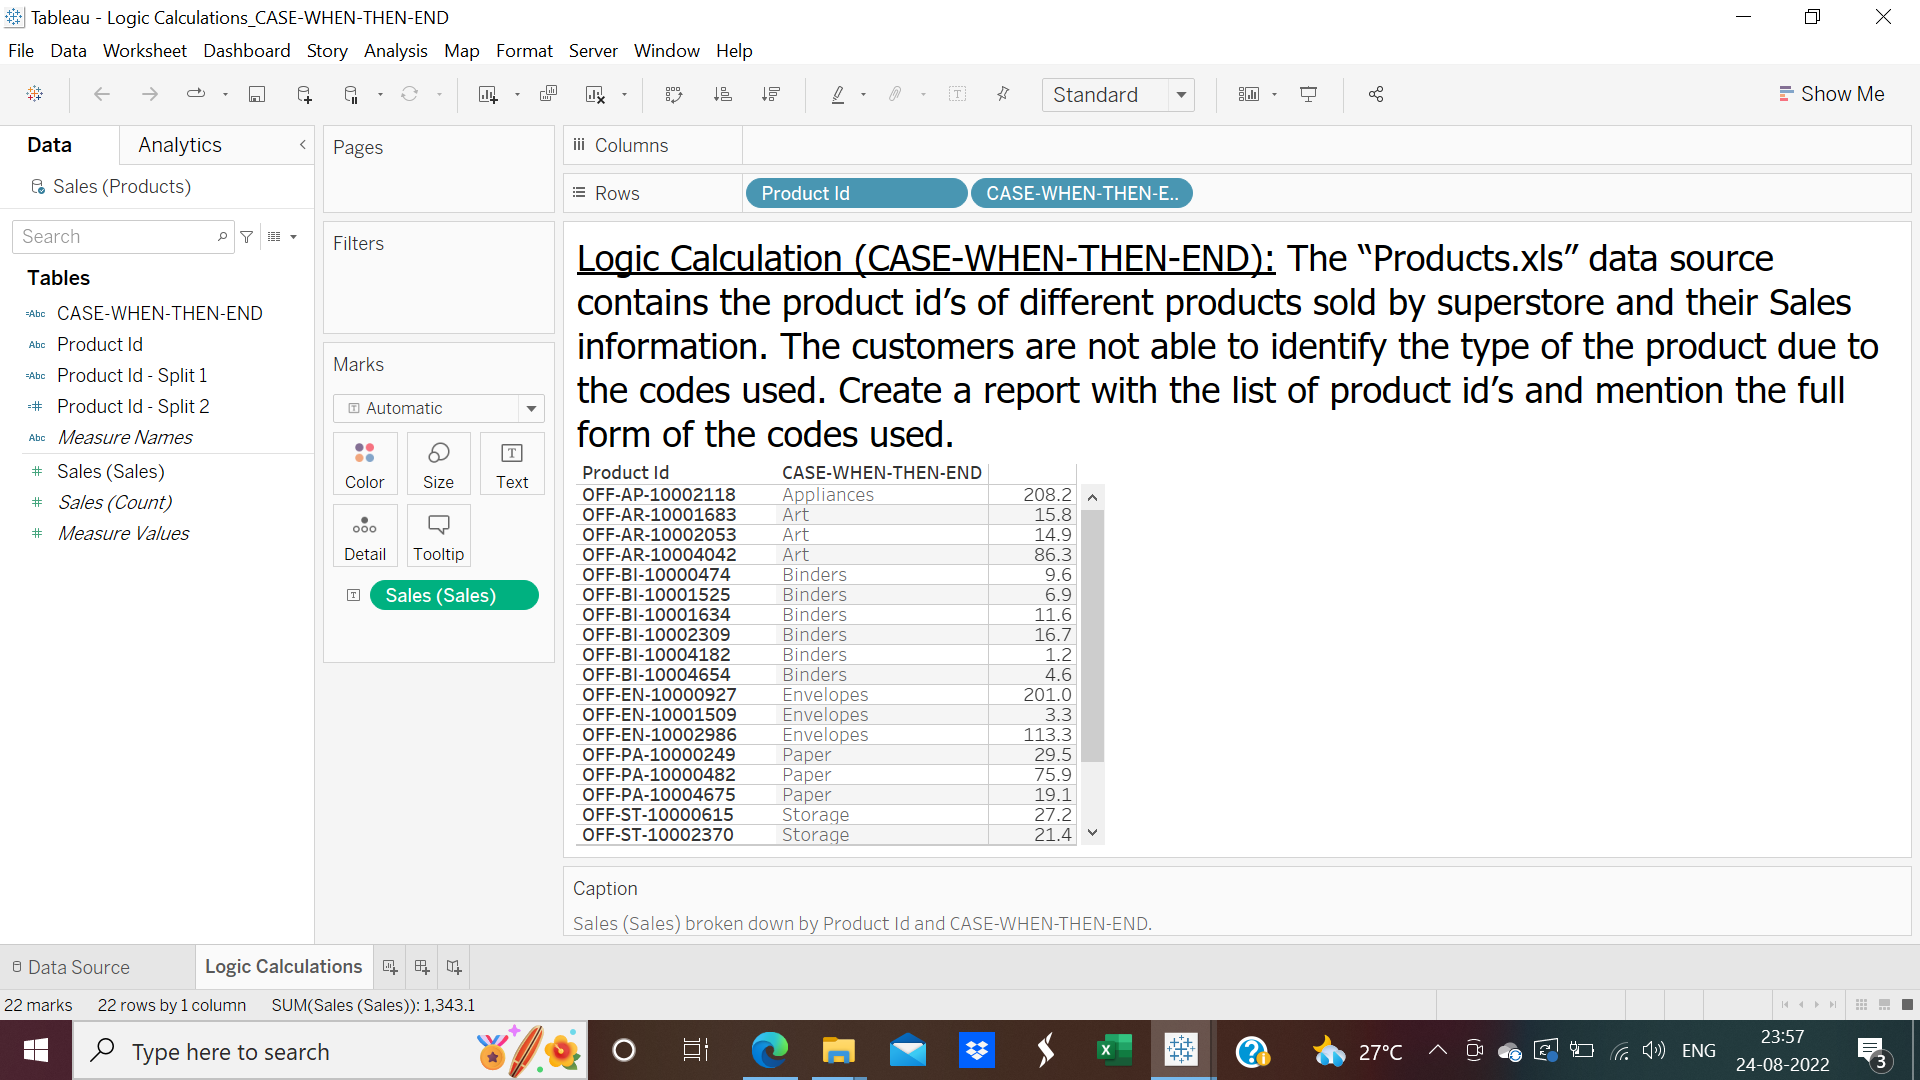 Tableau - Logic Calculations_CASE-WHEN-THEN-END
File Data Worksheet Dashboard Story Analysis Map Format Server Window Help
Standard
Show Me
Data Analytics
Sales (Products)
Search
Tables
Abc CASE-WHEN-THEN-END
Abc Product Id
Abc Product Id - Split 1
Product Id - Split 2
Abc Measure Names
Sales (Sales)
Sales (Count)
Measure Values
Pages
Filters
Marks
Automatic
Color Size Text
Detail Tooltip
Sales (Sales)
Columns
Rows Product Id CASE-WHEN-THEN-E..
Logic Calculation (CASE-WHEN-THEN-END): The “Products.xls” data source
contains the product id’s of different products sold by superstore and their Sales
information. The customers are not able to identify the type of the product due to
the codes used. Create a report with the list of product id’s and mention the full
form of the codes used.
Product Id CASE-WHEN-THEN-END
OFF-AP-10002118 Appliances 208.2
OFF-AR-10001683 Art 15.8
OFF-AR-10002053 Art 14.9
OFF-AR-10004042 Art 86.3
OFF-BI-10000474 Binders 9.6
OFF-BI-10001525 Binders 6.9
OFF-BI-10001634 Binders 11.6
OFF-BI-10002309 Binders 16.7
OFF-BI-10004182 Binders 1.2
OFF-BI-10004654 Binders 4.6
OFF-EN-10000927 Envelopes 201.0
OFF-EN-10001509 Envelopes 3.3
OFF-EN-10002986 Envelopes 113.3
OFF-PA-10000249 Paper 29.5
OFF-PA-10000482 Paper 75.9
OFF-PA-10004675 Paper 19.1
OFF-ST-10000615 Storage 27.2
OFF-ST-10002370 Storage 21.4
Caption
Sales (Sales) broken down by Product Id and CASE-WHEN-THEN-END.
Data Source Logic Calculations
22 marks 22 rows by 1 column SUM(Sales (Sales)): 1,343.1
Type here to search
27°C
ENG
23:57
24-08-2022
3